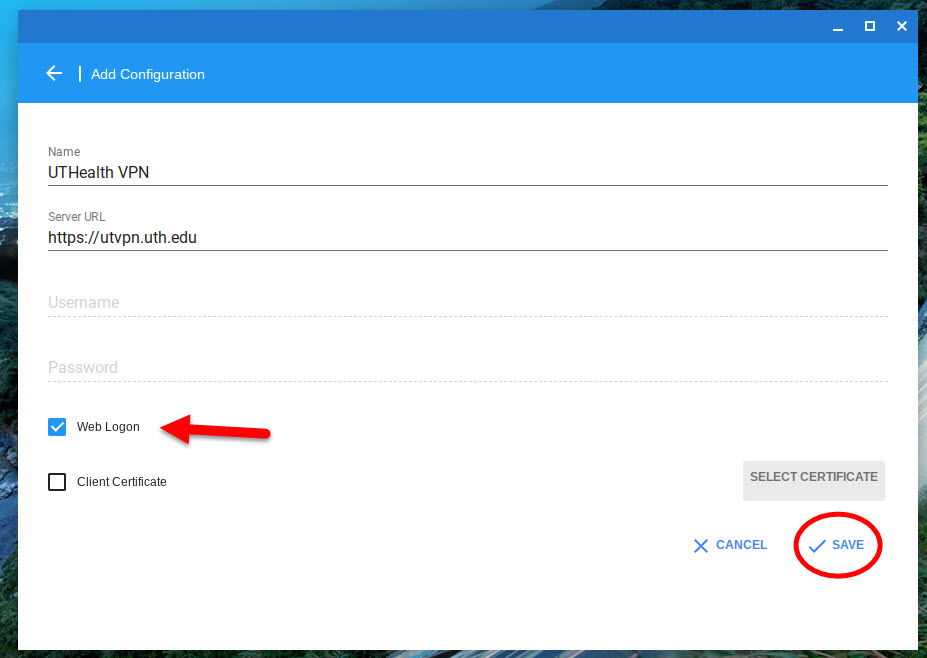 Add Configuration
Name
UTHealth VPN
Server URL
https://utvpn.uth.edu
Username
Password
Web Logon
Client Certificate
SELECT CERTIFICATE
CANCEL
SAVE